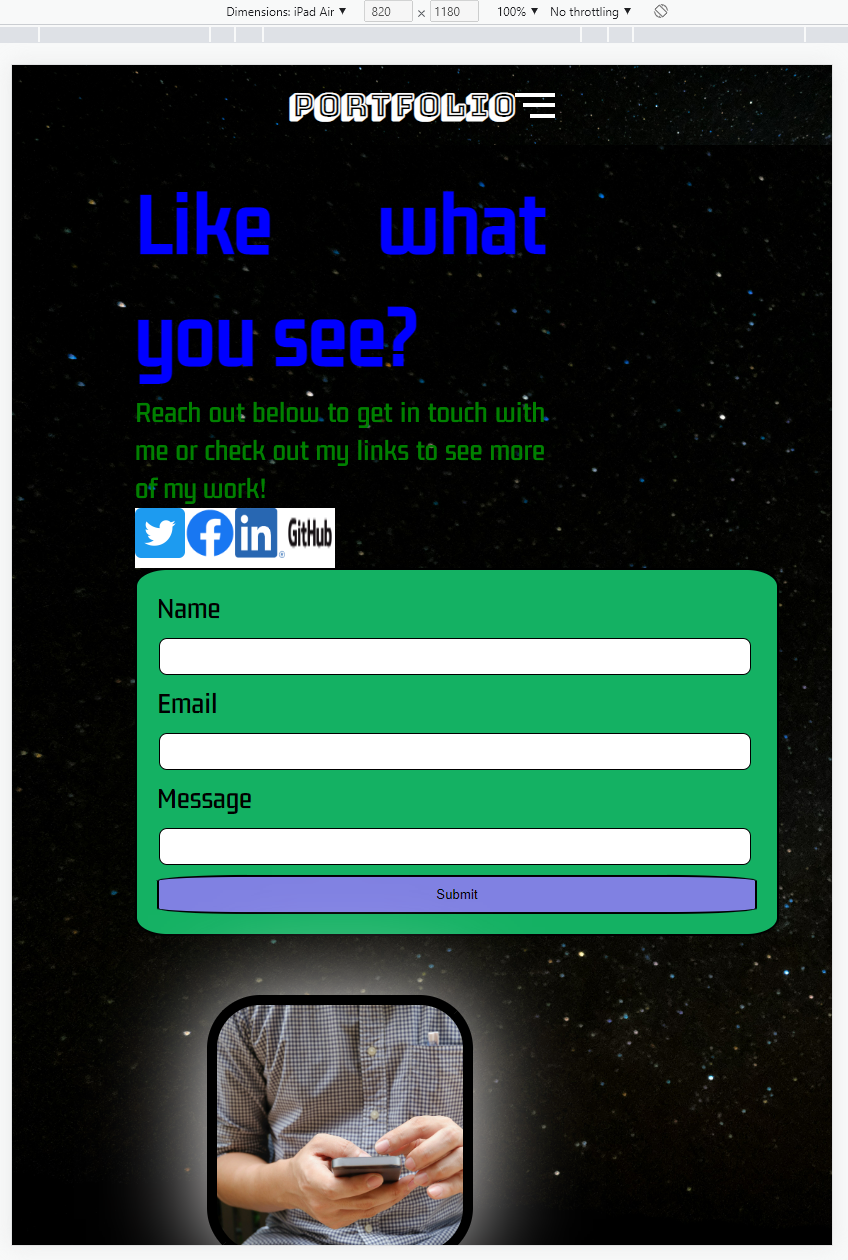 Dimensions: iPad Air ▼ 820 × 1180 100% ▼ No throttling ▼
PORTFOLIO
Like what
you see?
Reach out below to get in touch with
me or check out my links to see more
of my work!
in ® GitHub
Name
Email
Message
Submit